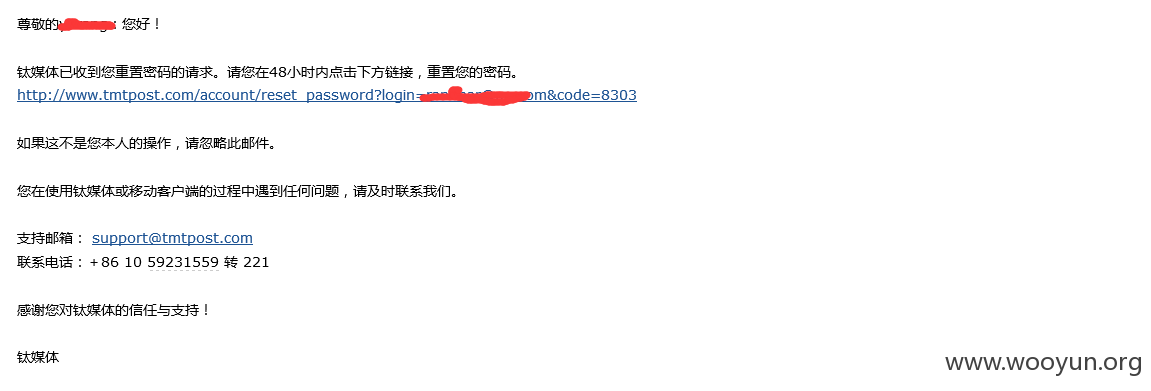 尊敬的：您好！
钛媒体已收到您重置密码的请求。请您在48小时内点击下方链接，重置您的密码。
http://www.tmtpost.com/account/reset_password?login=om&code=8303
如果这不是您本人的操作，请忽略此邮件。
您在使用钛媒体或移动客户端的过程中遇到任何问题，请及时联系我们。
支持邮箱： support@tmtpost.com
联系电话：＋86 10 59231559 转 221
感谢您对钛媒体的信任与支持！
钛媒体
www.wooyun.org